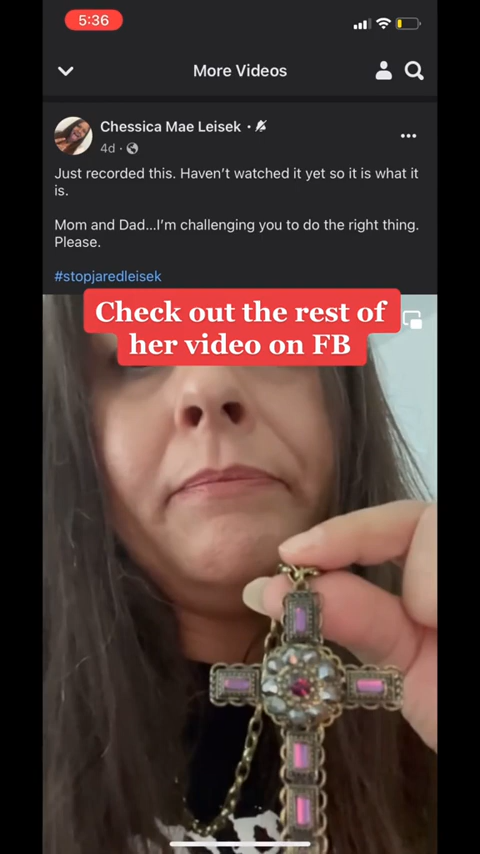 5:36
More Videos
Chessica Mae Leisek ·
4d ·
Just recorded this. Haven't watched it yet so it is what it
is.
Mom and Dad...I'm challenging you to do the right thing.
Please.
#stopjaredleisek
Check out the rest of
her video on FB